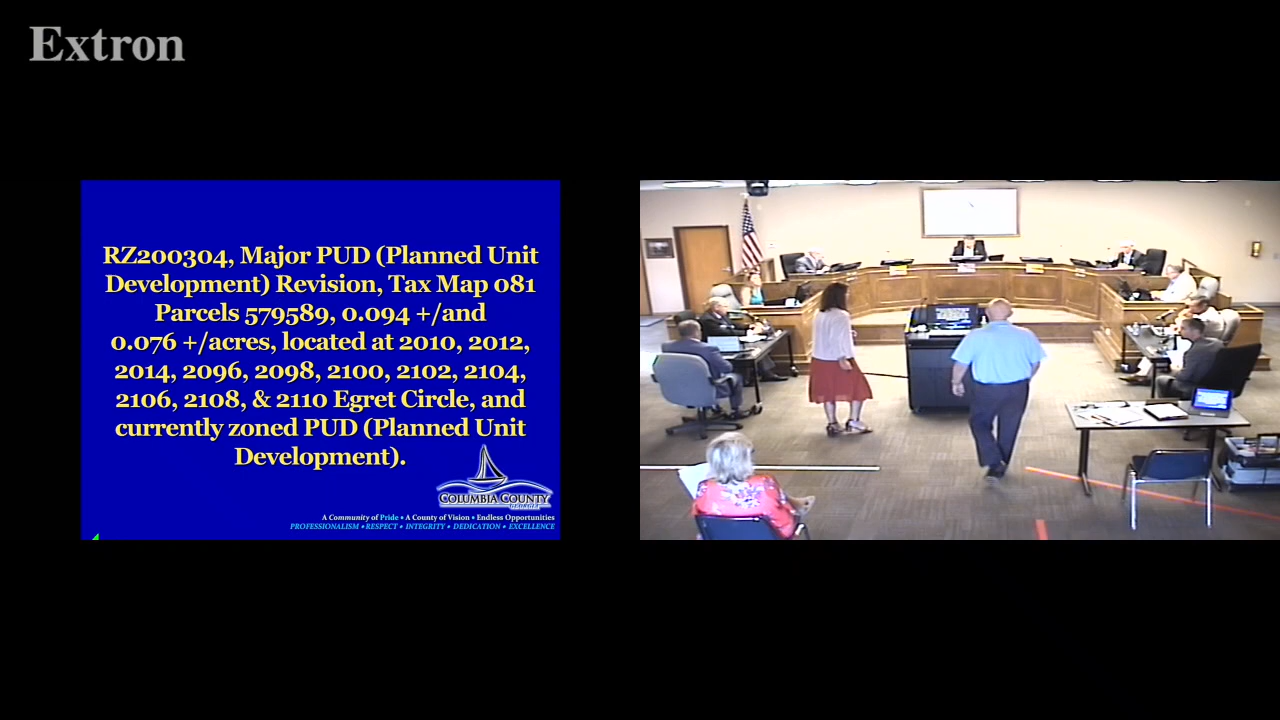 Extron
RZ200304, Major PUD (Planned Unit
Development) Revision, Tax Map 081
Parcels 579589, 0.094 +/and
0.076 +/acres, located at 2010, 2012,
2014, 2096, 2098, 2100, 2102, 2104,
2106, 2108, & 2110 Egret Circle, and
currently zoned PUD (Planned Unit
Development).
COLUMBIA COUNTY
GEORGIA
A Community of Pride • A County of Vision • Endless Opportunities
PROFESSIONALISM • RESPECT • INTEGRITY • DEDICATION • EXCELLENCE